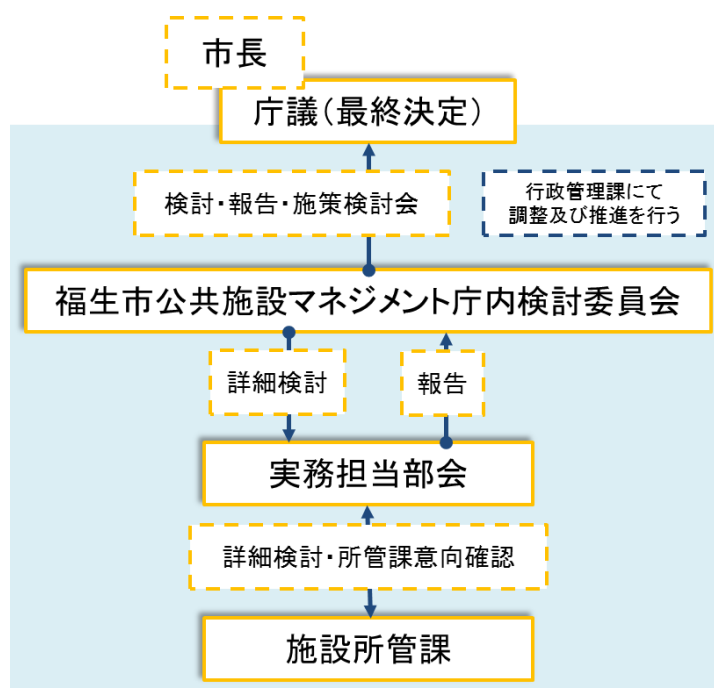 市長
庁議（最終決定）
検討・報告・施策検討会
行政管理課にて
調整及び推進を行う
福生市公共施設マネジメント庁内検討委員会
詳細検討
報告
実務担当部会
詳細検討・所管課意向確認
施設所管課